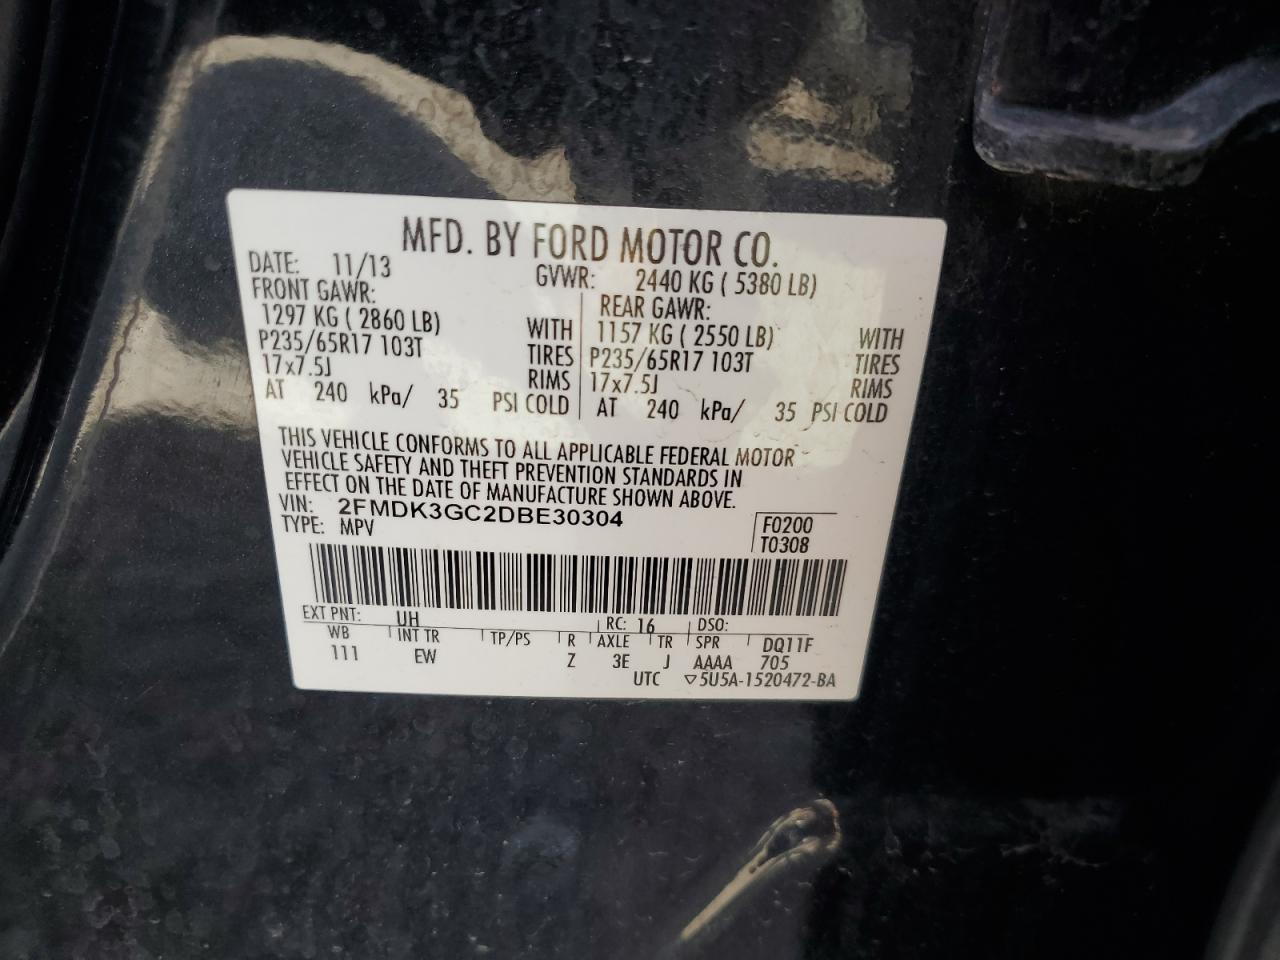 MFD. BY FORD MOTOR CO.
DATE: 11/13 GVWR: 2440 KG ( 5380 LB)
FRONT GAWR: REAR GAWR:
1297 KG ( 2860 LB) WITH 1157 KG ( 2550 LB) WITH
P235/65R17 103T TIRES P235/65R17 103T TIRES
17x7.5J RIMS 17x7.5J RIMS
AT 240 kPa/ 35 PSI COLD AT 240 kPa/ 35 PSI COLD
THIS VEHICLE CONFORMS TO ALL APPLICABLE FEDERAL MOTOR
VEHICLE SAFETY AND THEFT PREVENTION STANDARDS IN
EFFECT ON THE DATE OF MANUFACTURE SHOWN ABOVE.
VIN: 2FMDK3GC2DBE30304 F0200
TYPE: MPV T0308
EXT PNT: UH RC: 16 DSO:
WB INT TR TP/PS R AXLE TR SPR DQ11F
111 EW Z 3E J AAAA 705
UTC ▽5U5A-1520472-BA